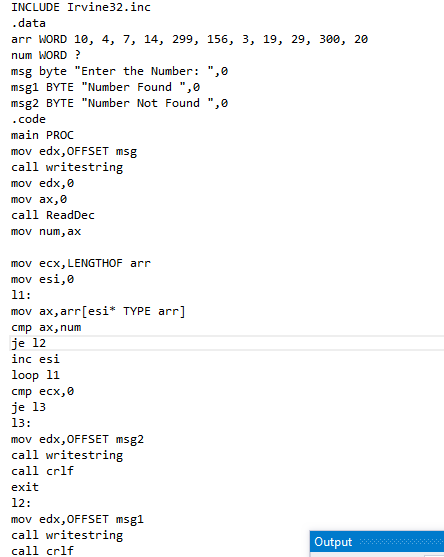 INCLUDE Irvine32.inc
.data
arr WORD 10, 4, 7, 14, 299, 156, 3, 19, 29, 300, 20
num WORD ?
msg byte "Enter the Number: ",0
msg1 BYTE "Number Found ",0
msg2 BYTE "Number Not Found ",0
.code
main PROC
mov edx,OFFSET msg
call writestring
mov edx,0
mov ax,0
call ReadDec
mov num,ax

mov ecx,LENGTHOF arr
mov esi,0
l1:
mov ax,arr[esi* TYPE arr]
cmp ax,num
je l2
inc esi
loop l1
cmp ecx,0
je l3
l3:
mov edx,OFFSET msg2
call writestring
call crlf
exit
l2:
mov edx,OFFSET msg1
call writestring
call crlf
Output